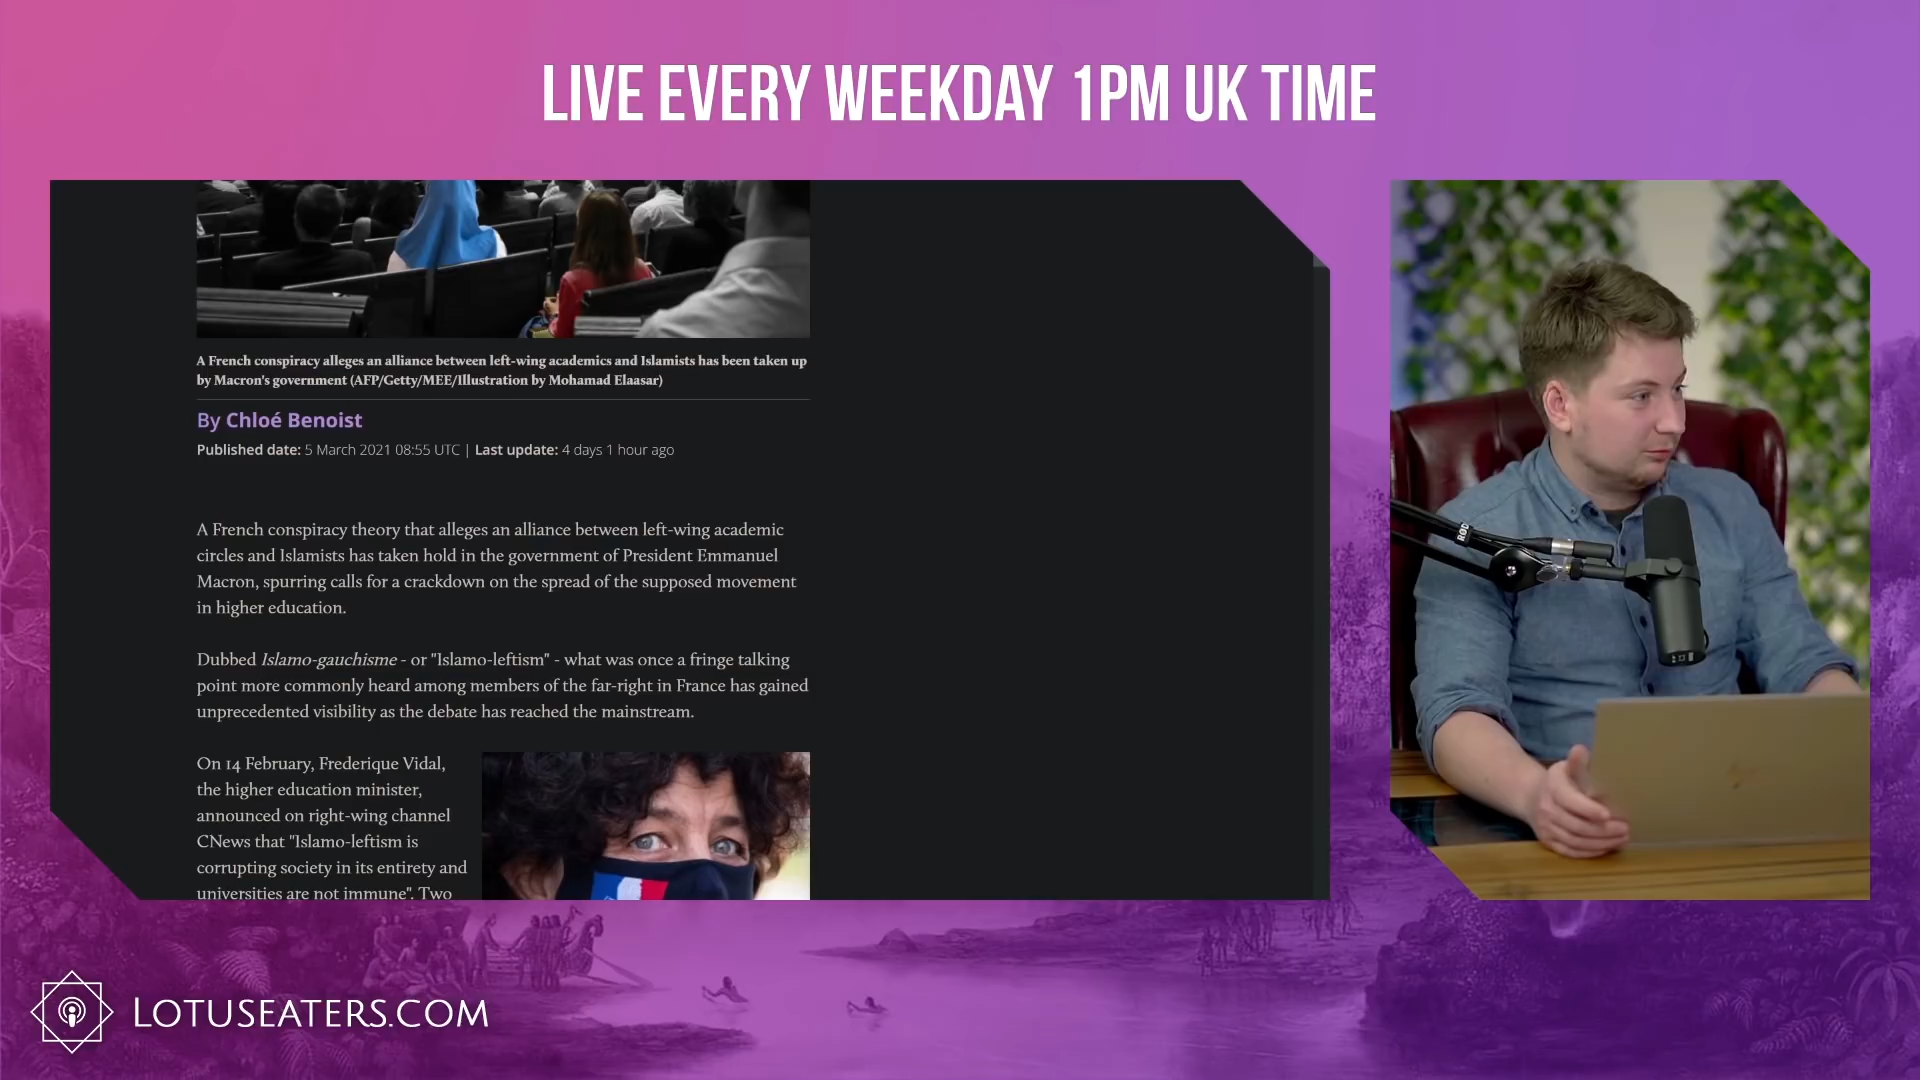 LIVE EVERY WEEKDAY 1PM UK TIME
A French conspiracy alleges an alliance between left-wing academics and Islamists has been taken up
by Macron's government (AFP/Getty/MEE/Illustration by Mohamad Elaasar)
By Chloé Benoist
Published date: 5 March 2021 08:55 UTC | Last update: 4 days 1 hour ago
A French conspiracy theory that alleges an alliance between left-wing academic
circles and Islamists has taken hold in the government of President Emmanuel
Macron, spurring calls for a crackdown on the spread of the supposed movement
in higher education.
Dubbed Islamo-gauchisme - or "Islamo-leftism" - what was once a fringe talking
point more commonly heard among members of the far-right in France has gained
unprecedented visibility as the debate has reached the mainstream.
On 14 February, Frederique Vidal,
the higher education minister,
announced on right-wing channel
CNews that "Islamo-leftism is
corrupting society in its entirety and
universities are not immune". Two
RODE
LOTUSEATERS.COM